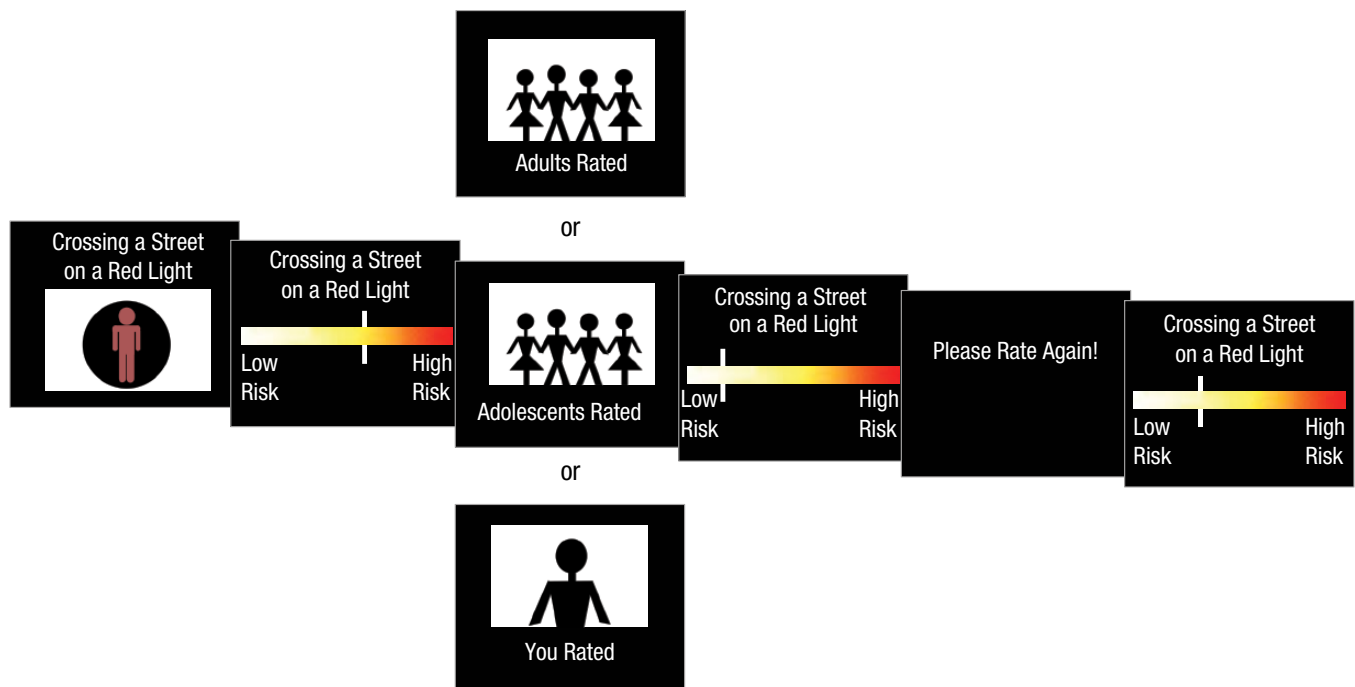 Adults Rated
or
Crossing a Street
on a Red Light
Crossing a Street
on a Red Light
Low High
Risk Risk
Adolescents Rated
Crossing a Street
on a Red Light
Low High
Risk Risk
Please Rate Again!
Crossing a Street
on a Red Light
Low High
Risk Risk
or
You Rated